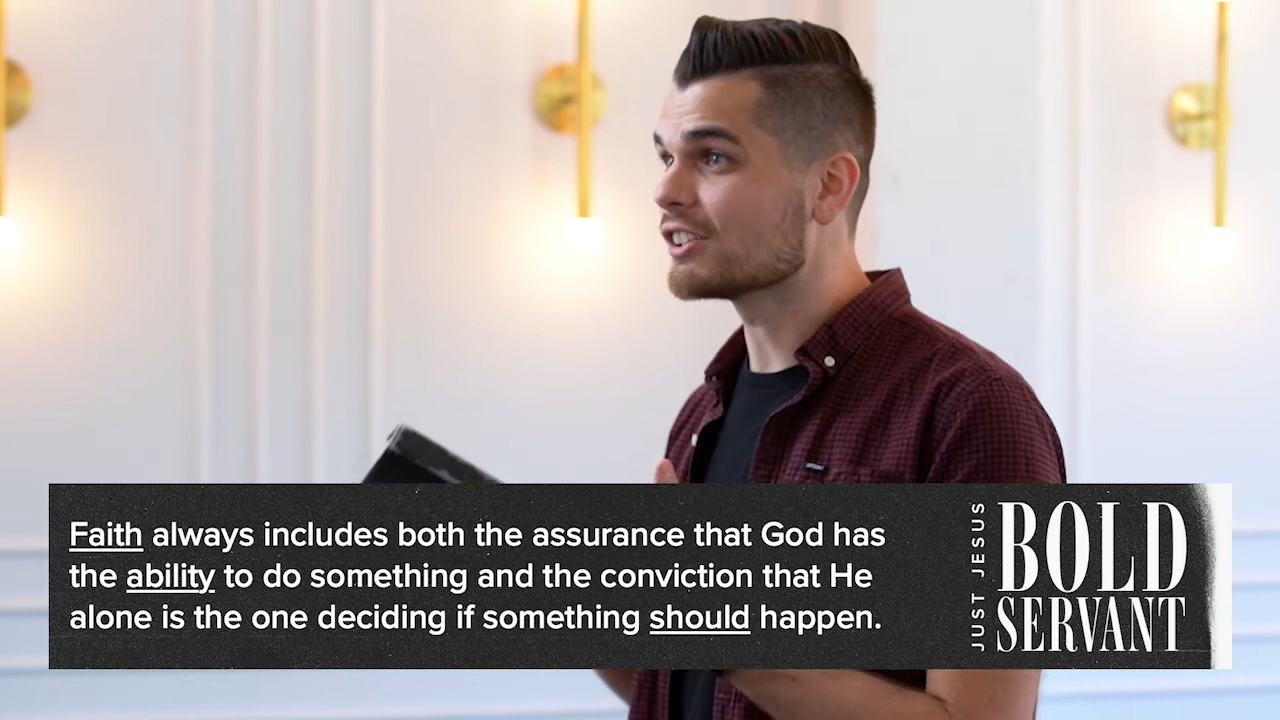 Faith always includes both the assurance that God has
the ability to do something and the conviction that He
alone is the one deciding if something should happen.
JUST JESUS
BOLD
SERVANT